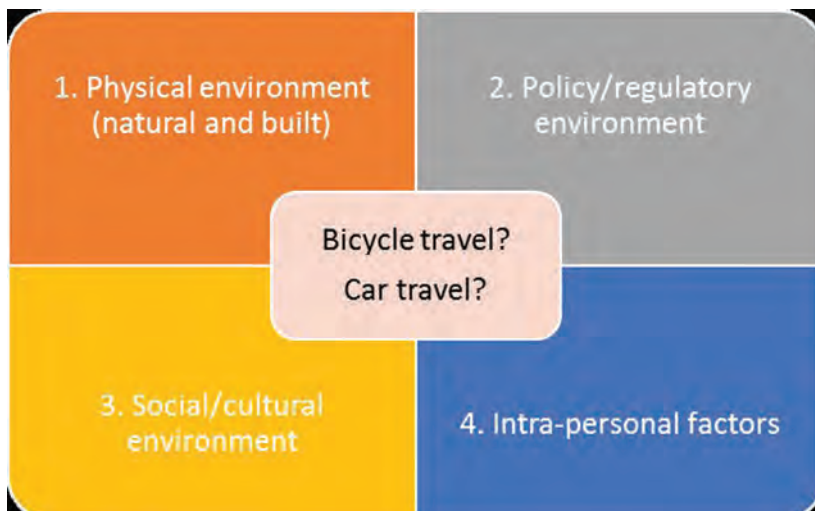 1. Physical environment
(natural and built)
2. Policy/regulatory
environment
Bicycle travel?
Car travel?
3. Social/cultural
environment
4. Intra-personal factors